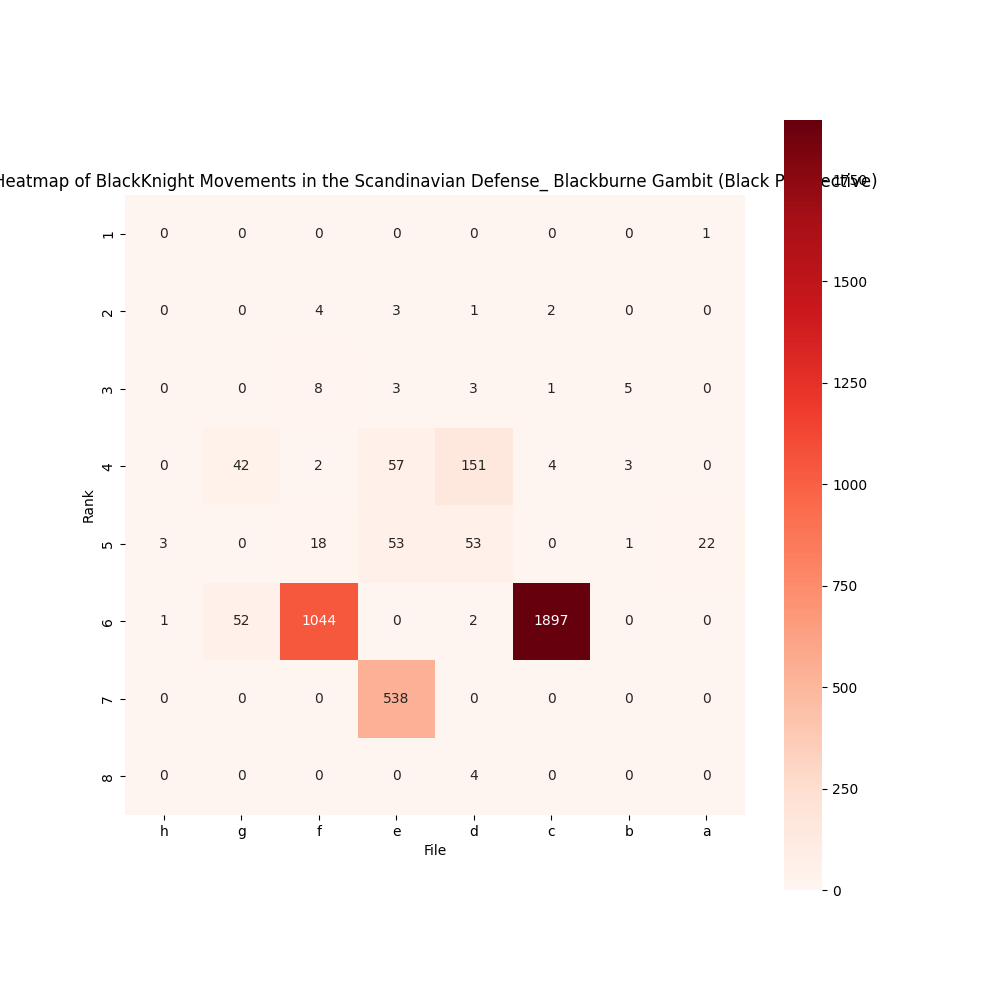 Heatmap of BlackKnight Movements in the Scandinavian Defense_ Blackburne Gambit (Black P ective)
1750
1 0 0 0 0 0 0 0 1
1500
2 0 0 4 3 1 2 0 0
3 0 0 8 3 3 1 5 0
1250
4 0 42 2 57 151 4 3 0
1000
Rank
5 3 0 18 53 53 0 1 22
750
6 1 52 1044 0 2 1897 0 0
500
7 0 0 0 538 0 0 0 0
8 0 0 0 0 4 0 0 0
250
h g f e d c b a
File
0